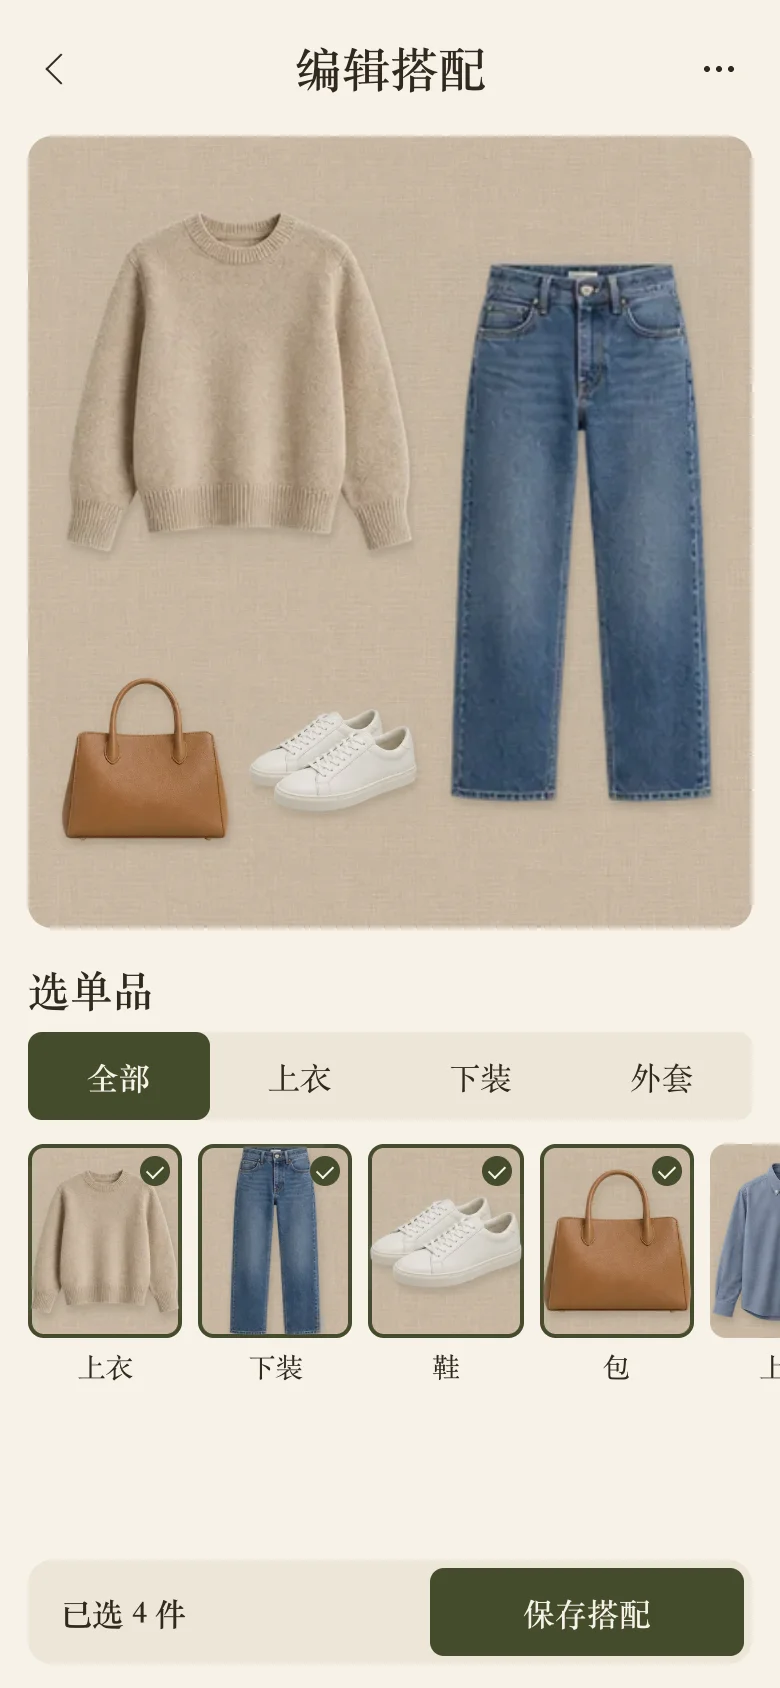 编辑搭配
选单品
全部 上衣 下装 外套
上衣 下装 鞋 包 上
已选 4 件
保存搭配